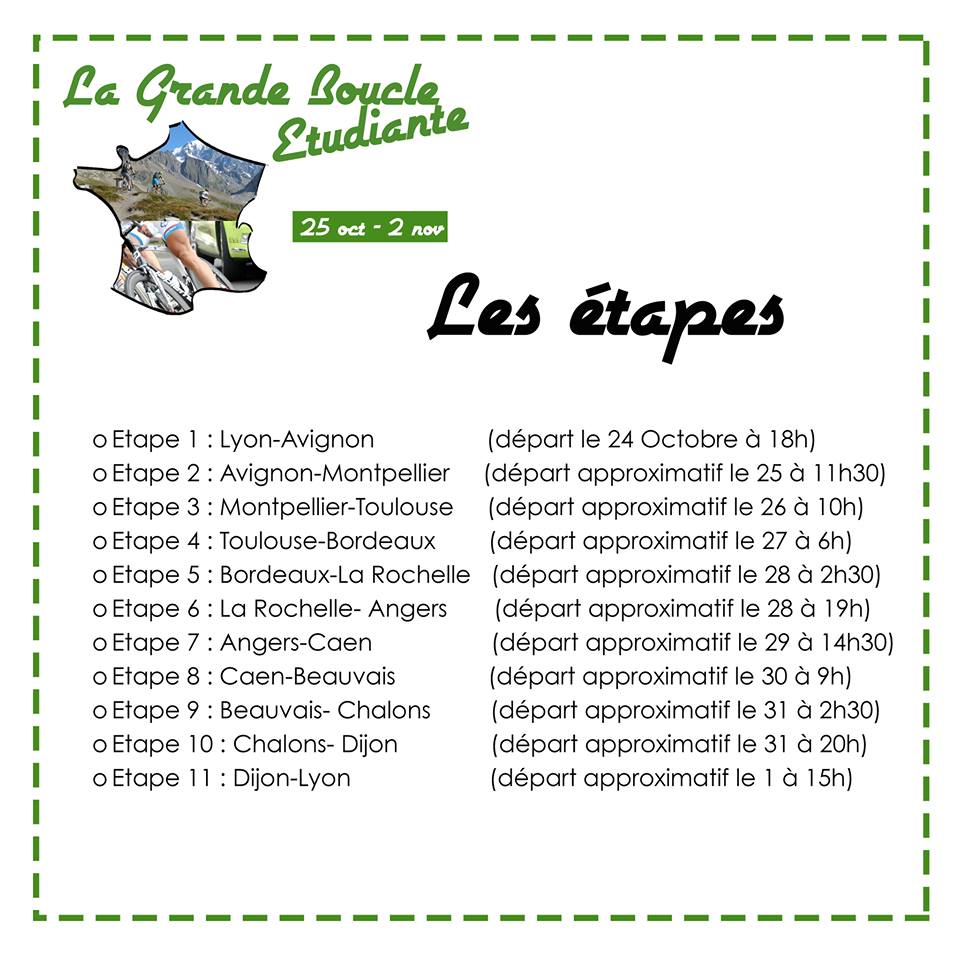 La Grande Boucle
Etudiante
25 oct - 2 nov
Les étapes
o Etape 1 : Lyon-Avignon (départ le 24 Octobre à 18h)
o Etape 2 : Avignon-Montpellier (départ approximatif le 25 à 11h30)
o Etape 3 : Montpellier-Toulouse (départ approximatif le 26 à 10h)
o Etape 4 : Toulouse-Bordeaux (départ approximatif le 27 à 6h)
o Etape 5 : Bordeaux-La Rochelle (départ approximatif le 28 à 2h30)
o Etape 6 : La Rochelle- Angers (départ approximatif le 28 à 19h)
o Etape 7 : Angers-Caen (départ approximatif le 29 à 14h30)
o Etape 8 : Caen-Beauvais (départ approximatif le 30 à 9h)
o Etape 9 : Beauvais- Chalons (départ approximatif le 31 à 2h30)
o Etape 10 : Chalons- Dijon (départ approximatif le 31 à 20h)
o Etape 11 : Dijon-Lyon (départ approximatif le 1 à 15h)